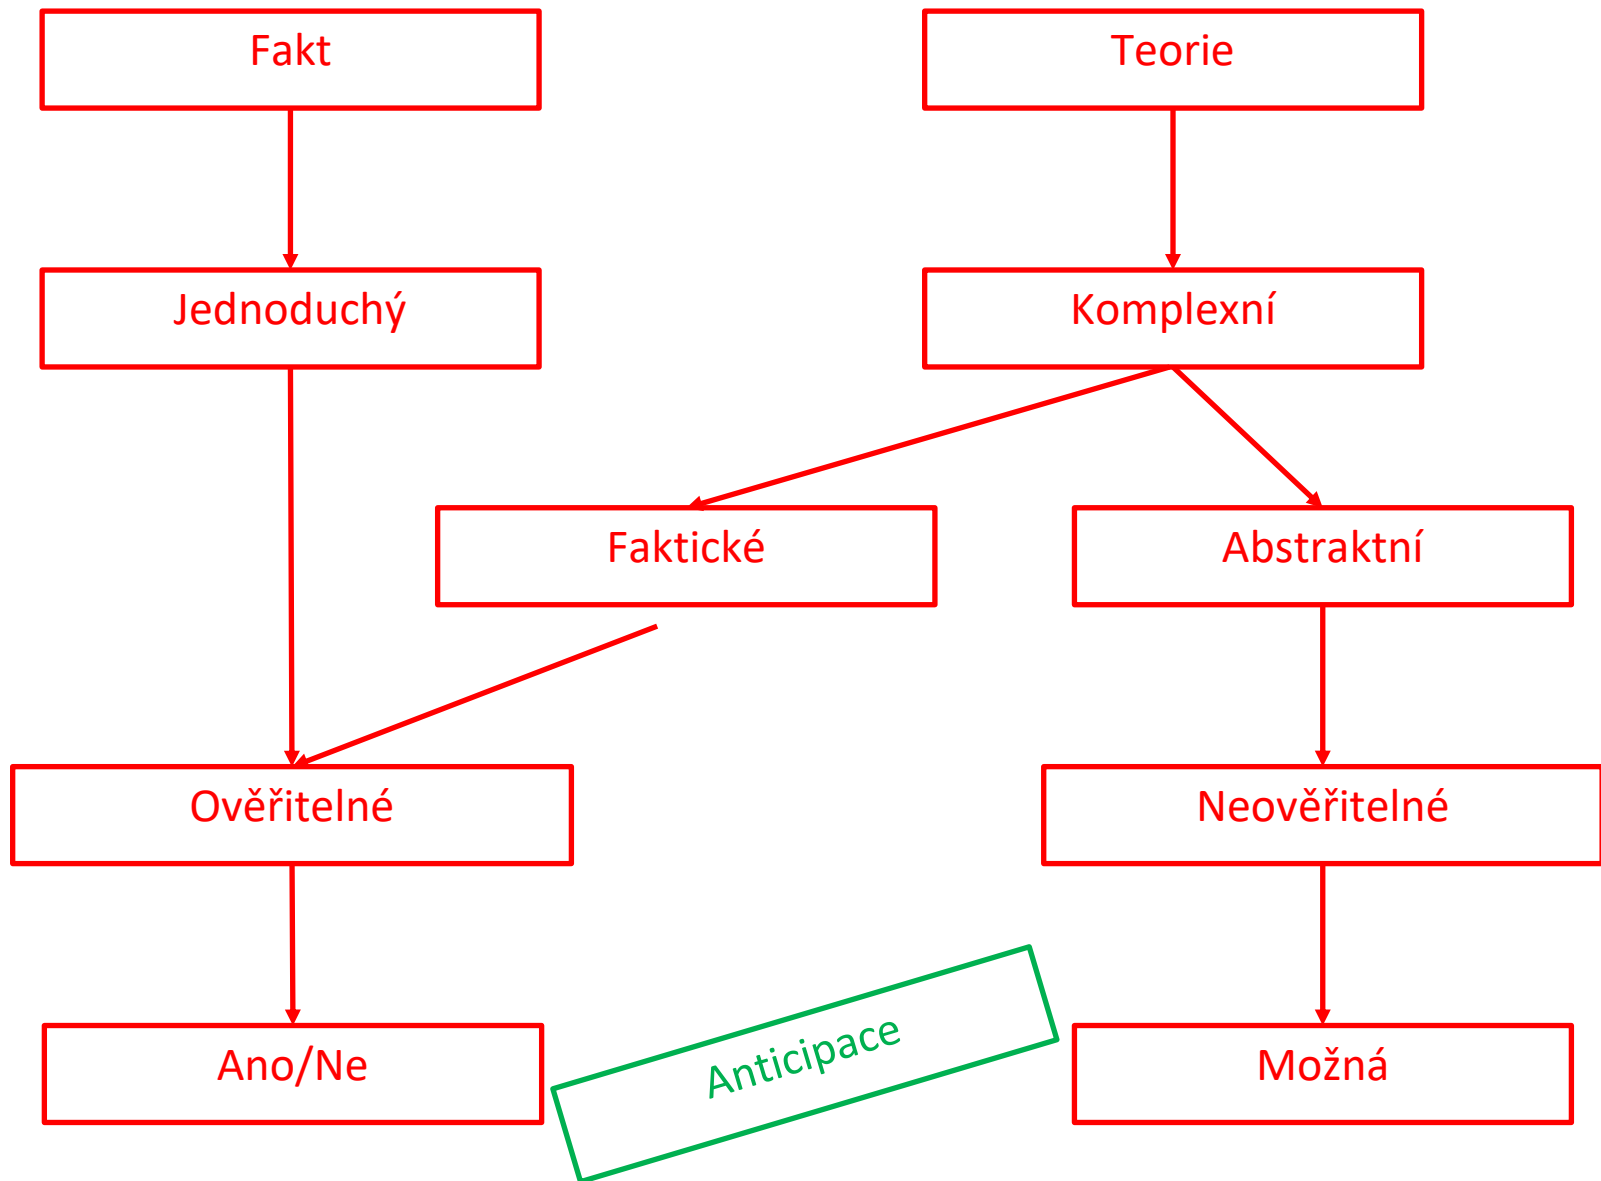 Fakt
Teorie
Jednoduchý
Komplexní
Faktické
Abstraktní
Ověřitelné
Neověřitelné
Anticipace
Ano/Ne
Možná